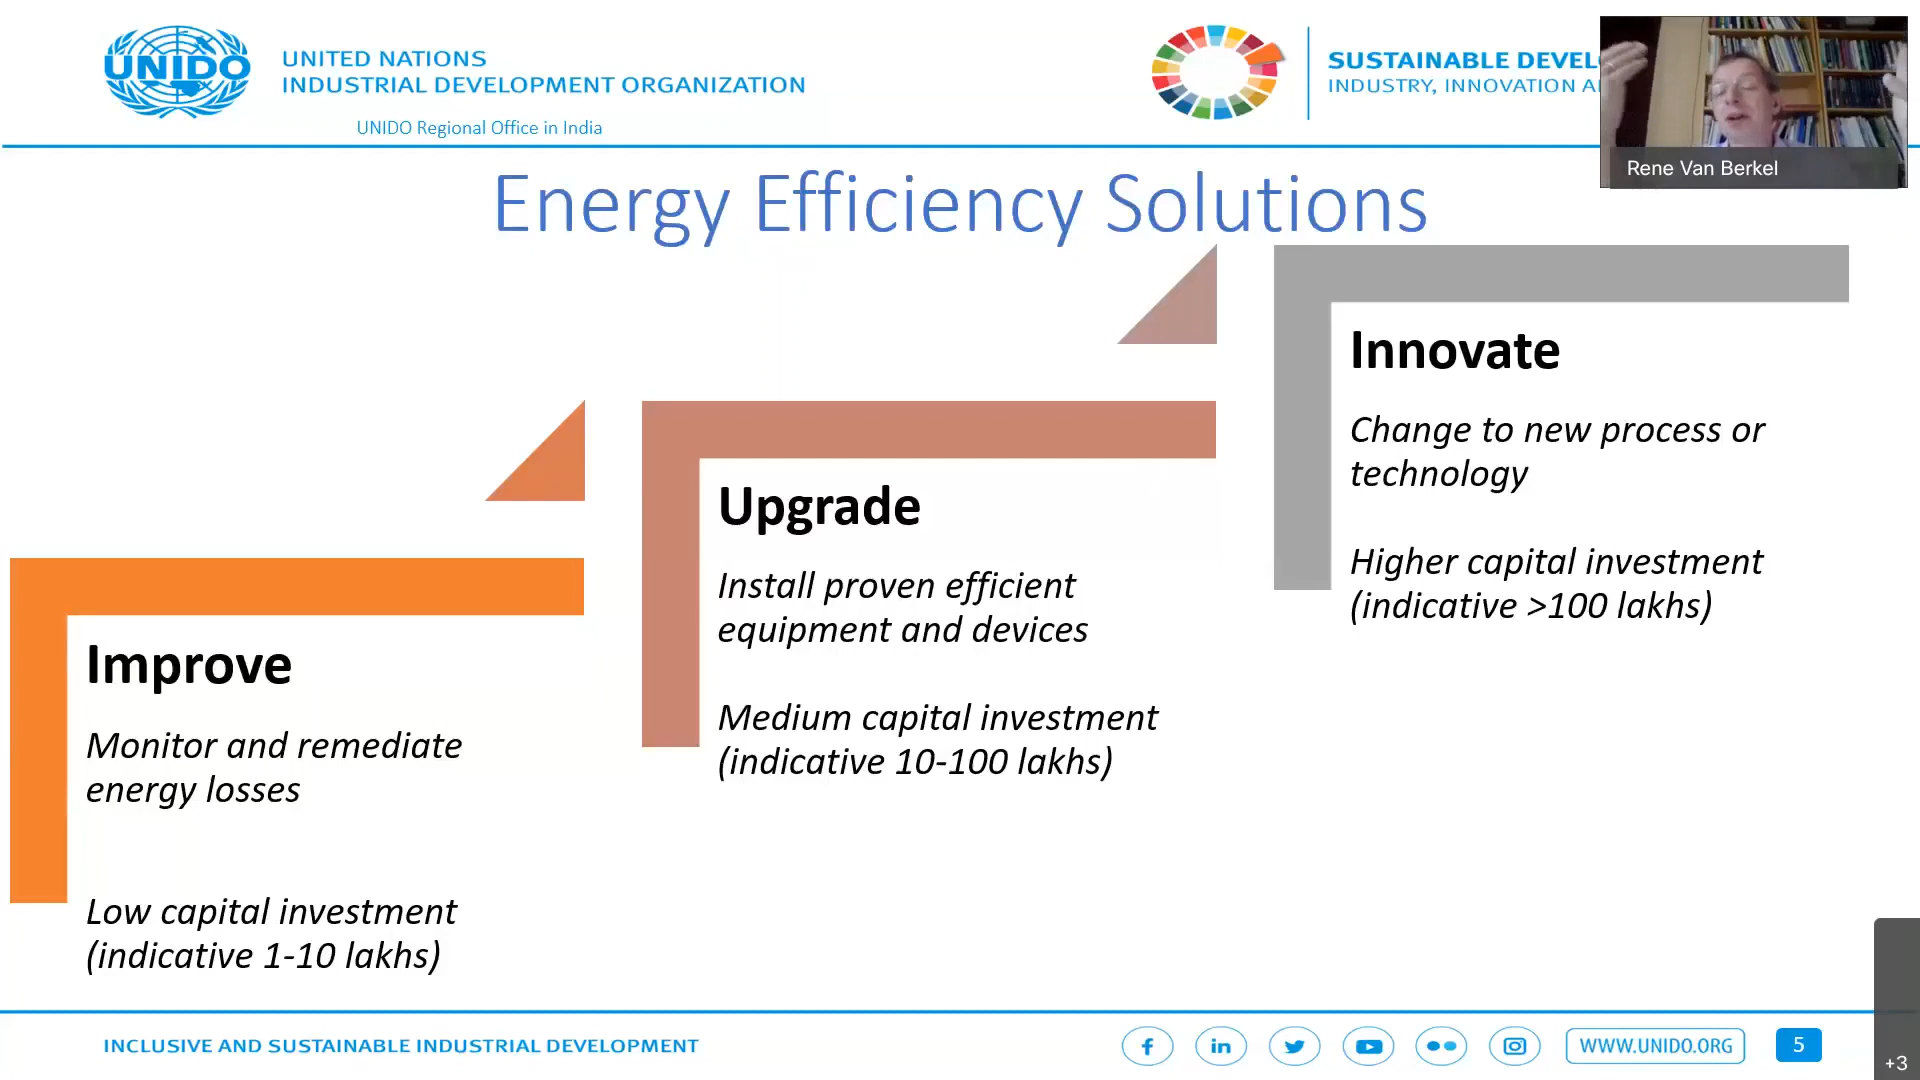 UNIDO
UNITED NATIONS
INDUSTRIAL DEVELOPMENT ORGANIZATION
UNIDO Regional Office in India
SUSTAINABLE DEVEL
INDUSTRY, INNOVATION A
Rene Van Berkel
Energy Efficiency Solutions
Improve
Monitor and remediate
energy losses
Low capital investment
(indicative 1-10 lakhs)
Upgrade
Install proven efficient
equipment and devices
Medium capital investment
(indicative 10-100 lakhs)
Innovate
Change to new process or
technology
Higher capital investment
(indicative >100 lakhs)
INCLUSIVE AND SUSTAINABLE INDUSTRIAL DEVELOPMENT
f
in
WWW.UNIDO.ORG
5
+3